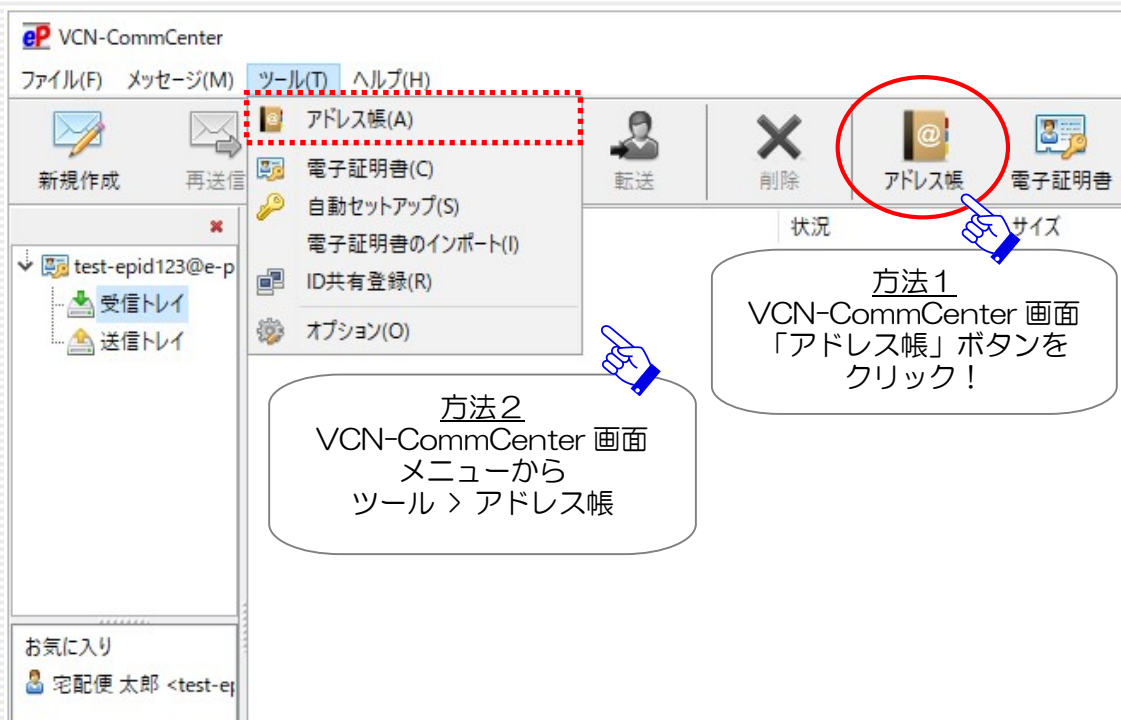 eP VCN-CommCenter
ファイル(F) メッセージ(M) ツール(T) ヘルプ(H)
新規作成 再送信 転送 削除 アドレス帳 電子証明書
アドレス帳(A)
電子証明書(C)
自動セットアップ(S)
電子証明書のインポート(I)
ID共有登録(R)
オプション(O)
状況 サイズ
test-epid123@e-p
受信トレイ
送信トレイ
方法１
VCN-CommCenter 画面
「アドレス帳」ボタンを
クリック！
方法２
VCN-CommCenter 画面
メニューから
ツール > アドレス帳
お気に入り
宅配便 太郎 <test-ep